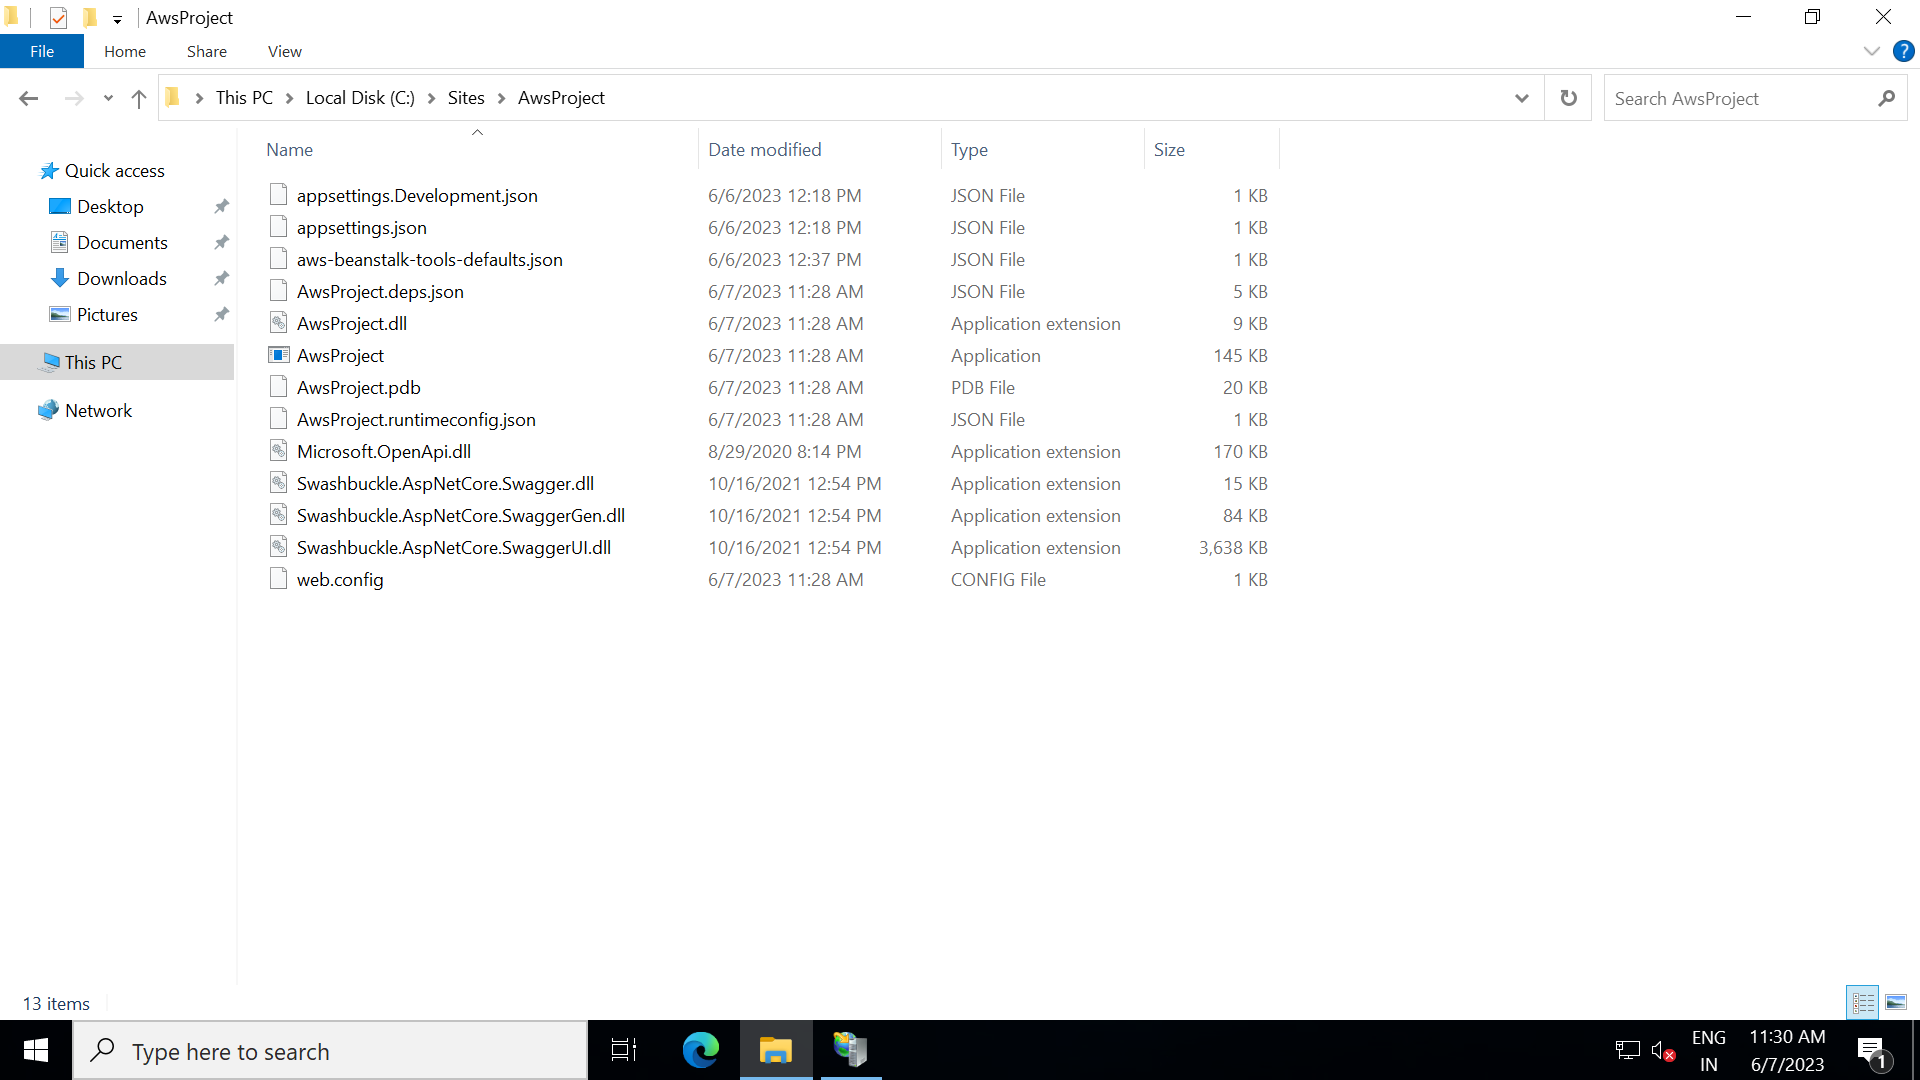 AwsProject
File Home Share View
This PC Local Disk (C:) Sites AwsProject
Search AwsProject
Quick access
Desktop
Documents
Downloads
Pictures
This PC
Network
Name Date modified Type Size
appsettings.Development.json 6/6/2023 12:18 PM JSON File 1 KB
appsettings.json 6/6/2023 12:18 PM JSON File 1 KB
aws-beanstalk-tools-defaults.json 6/6/2023 12:37 PM JSON File 1 KB
AwsProject.deps.json 6/7/2023 11:28 AM JSON File 5 KB
AwsProject.dll 6/7/2023 11:28 AM Application extension 9 KB
AwsProject 6/7/2023 11:28 AM Application 145 KB
AwsProject.pdb 6/7/2023 11:28 AM PDB File 20 KB
AwsProject.runtimeconfig.json 6/7/2023 11:28 AM JSON File 1 KB
Microsoft.OpenApi.dll 8/29/2020 8:14 PM Application extension 170 KB
Swashbuckle.AspNetCore.Swagger.dll 10/16/2021 12:54 PM Application extension 15 KB
Swashbuckle.AspNetCore.SwaggerGen.dll 10/16/2021 12:54 PM Application extension 84 KB
Swashbuckle.AspNetCore.SwaggerUI.dll 10/16/2021 12:54 PM Application extension 3,638 KB
web.config 6/7/2023 11:28 AM CONFIG File 1 KB
13 items
Type here to search
ENG
IN
11:30 AM
6/7/2023
1